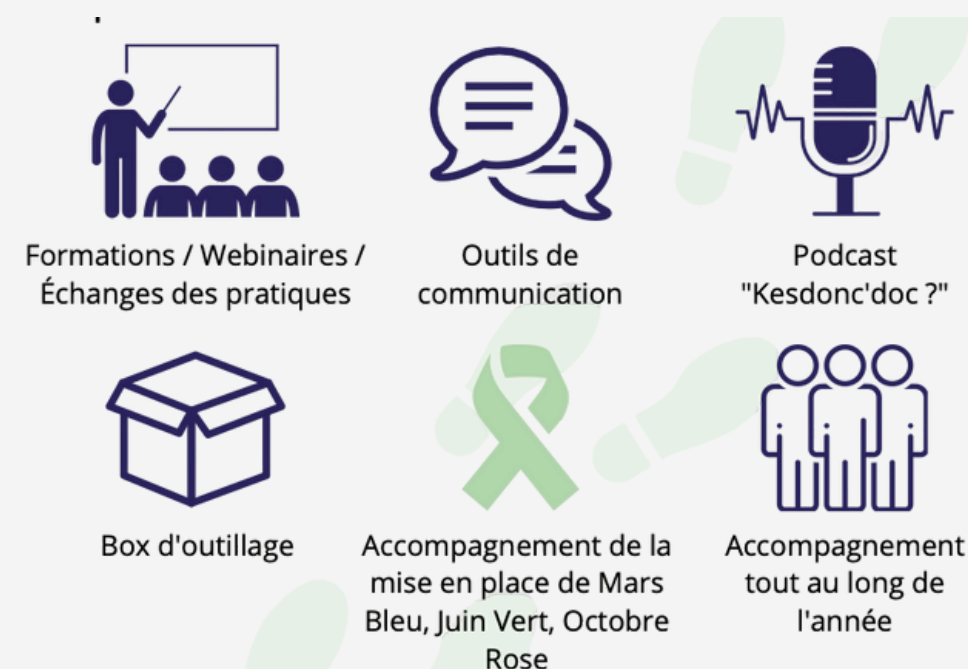 Formations / Webinaires /
Échanges des pratiques
Outils de
communication
Podcast
"Kesdonc'doc ?"
Box d'outillage
Accompagnement de la
mise en place de Mars
Bleu, Juin Vert, Octobre
Rose
Accompagnement
tout au long de
l'année